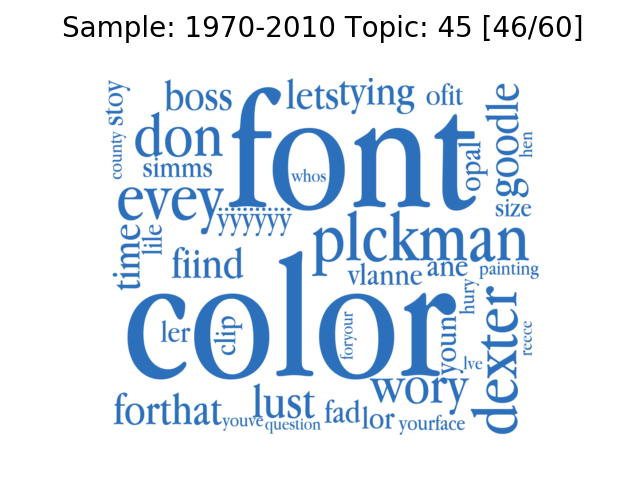 Sample: 1970-2010 Topic: 45 [46/60]
county
stoy
boss
letstying
ofit
goodle
hen
don
font
opal
simms
whos
evey
ÿÿÿÿÿÿ
size
time
lile
fiind
plckman
vlanne
ane
painting
hury
color
ler
clip
foryour
youn
dexter
reece
lve
wory
forthat
youve
lust
question
fad
lor
yourface